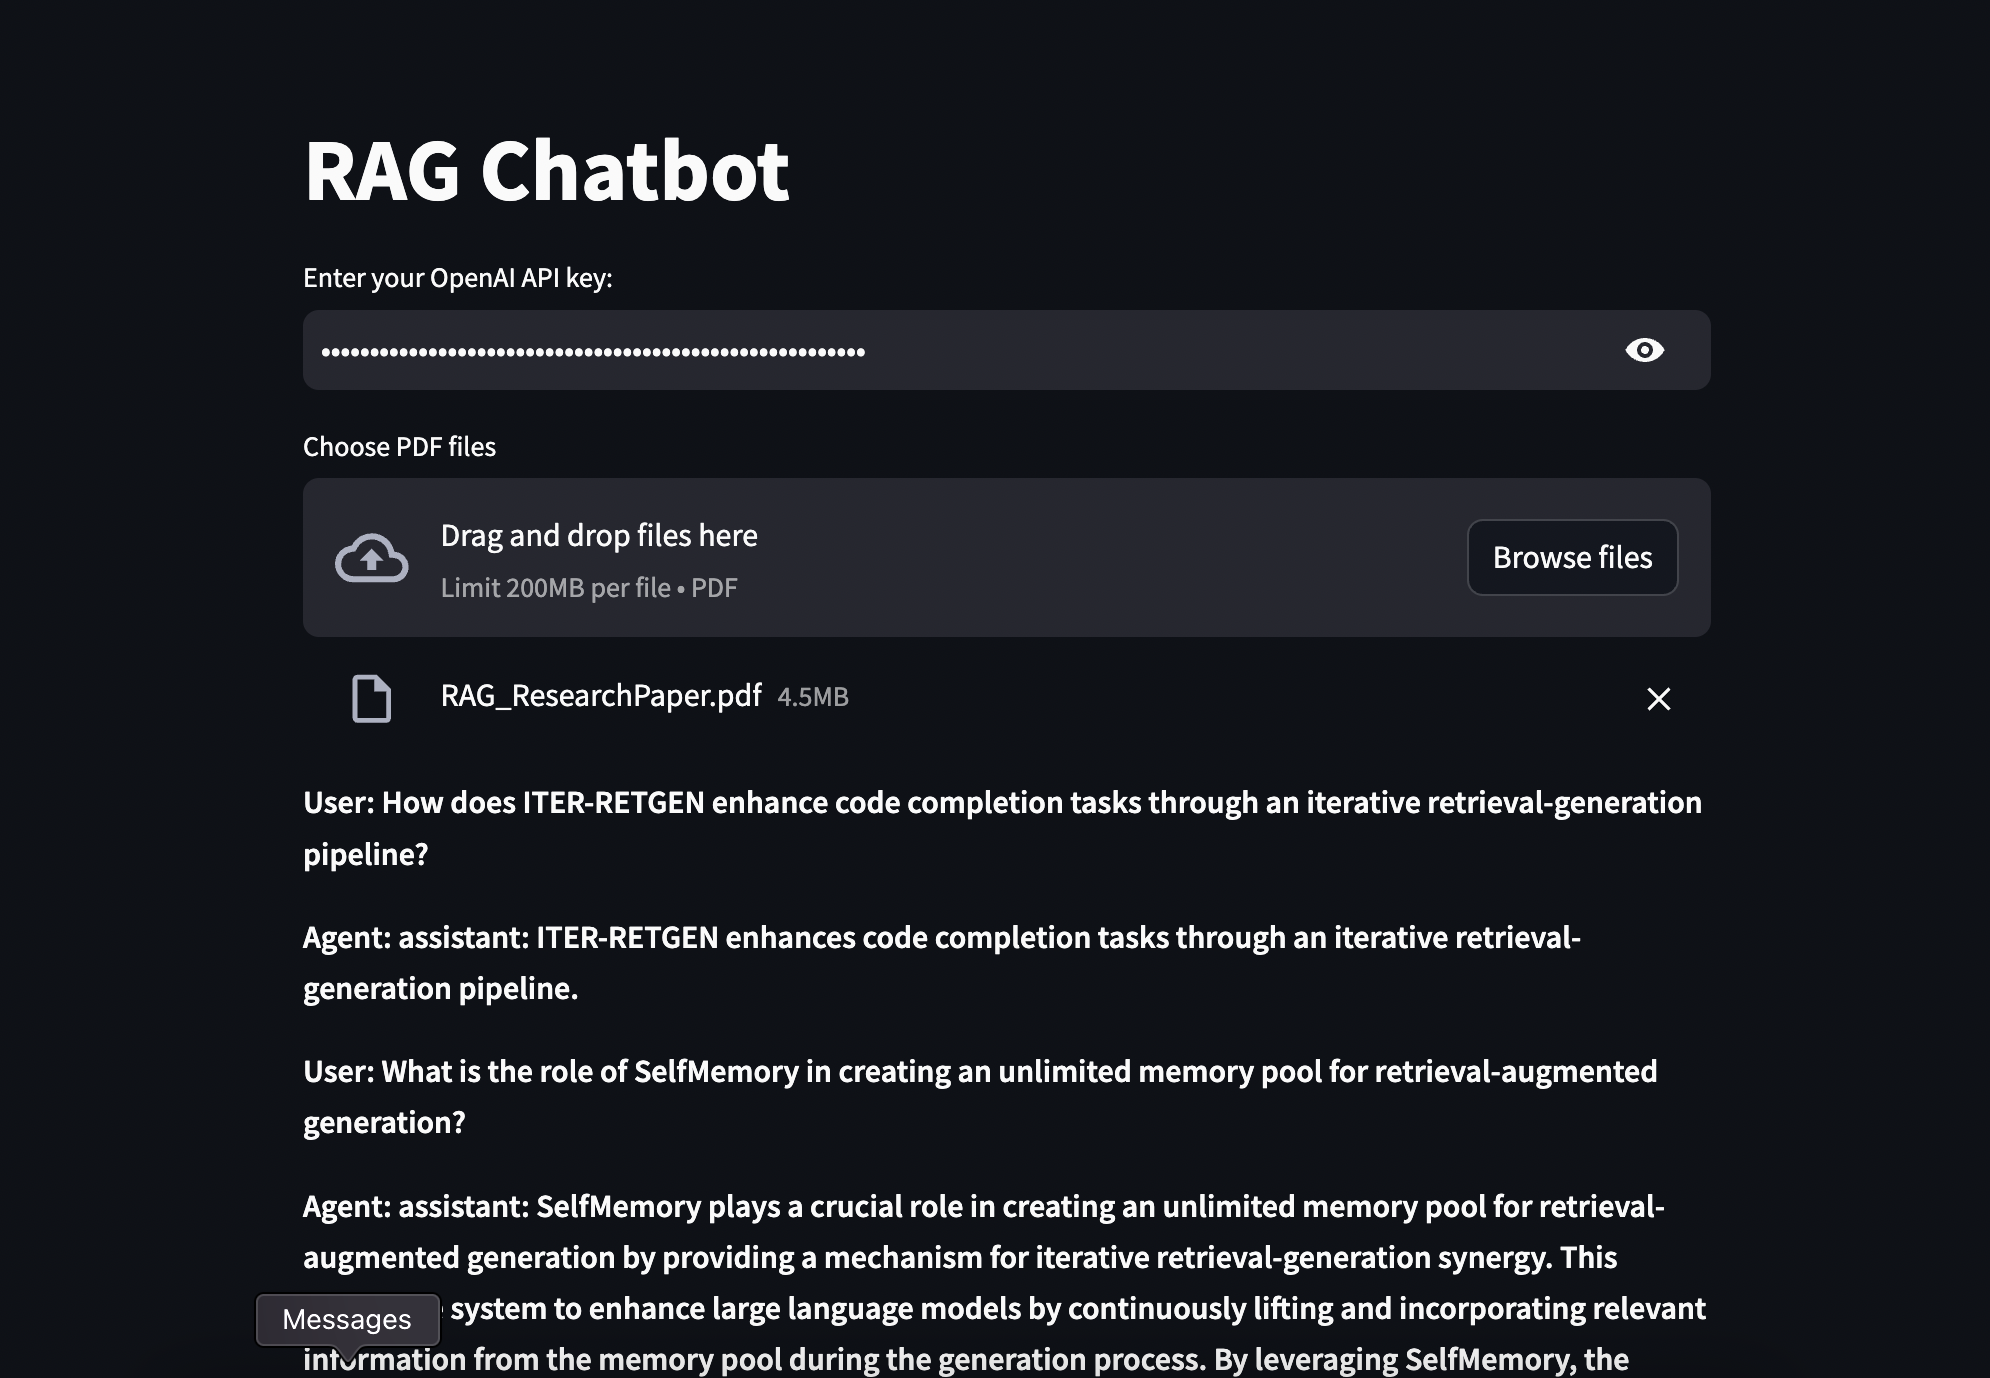 RAG Chatbot
Enter your OpenAI API key:
Choose PDF files
Drag and drop files here
Limit 200MB per file • PDF
Browse files
RAG_ResearchPaper.pdf 4.5MB
User: How does ITER-RETGEN enhance code completion tasks through an iterative retrieval-generation
pipeline?
Agent: assistant: ITER-RETGEN enhances code completion tasks through an iterative retrieval-
generation pipeline.
User: What is the role of SelfMemory in creating an unlimited memory pool for retrieval-augmented
generation?
Agent: assistant: SelfMemory plays a crucial role in creating an unlimited memory pool for retrieval-
augmented generation by providing a mechanism for iterative retrieval-generation synergy. This
system to enhance large language models by continuously lifting and incorporating relevant
Messages
information from the memory pool during the generation process. By leveraging SelfMemory, the